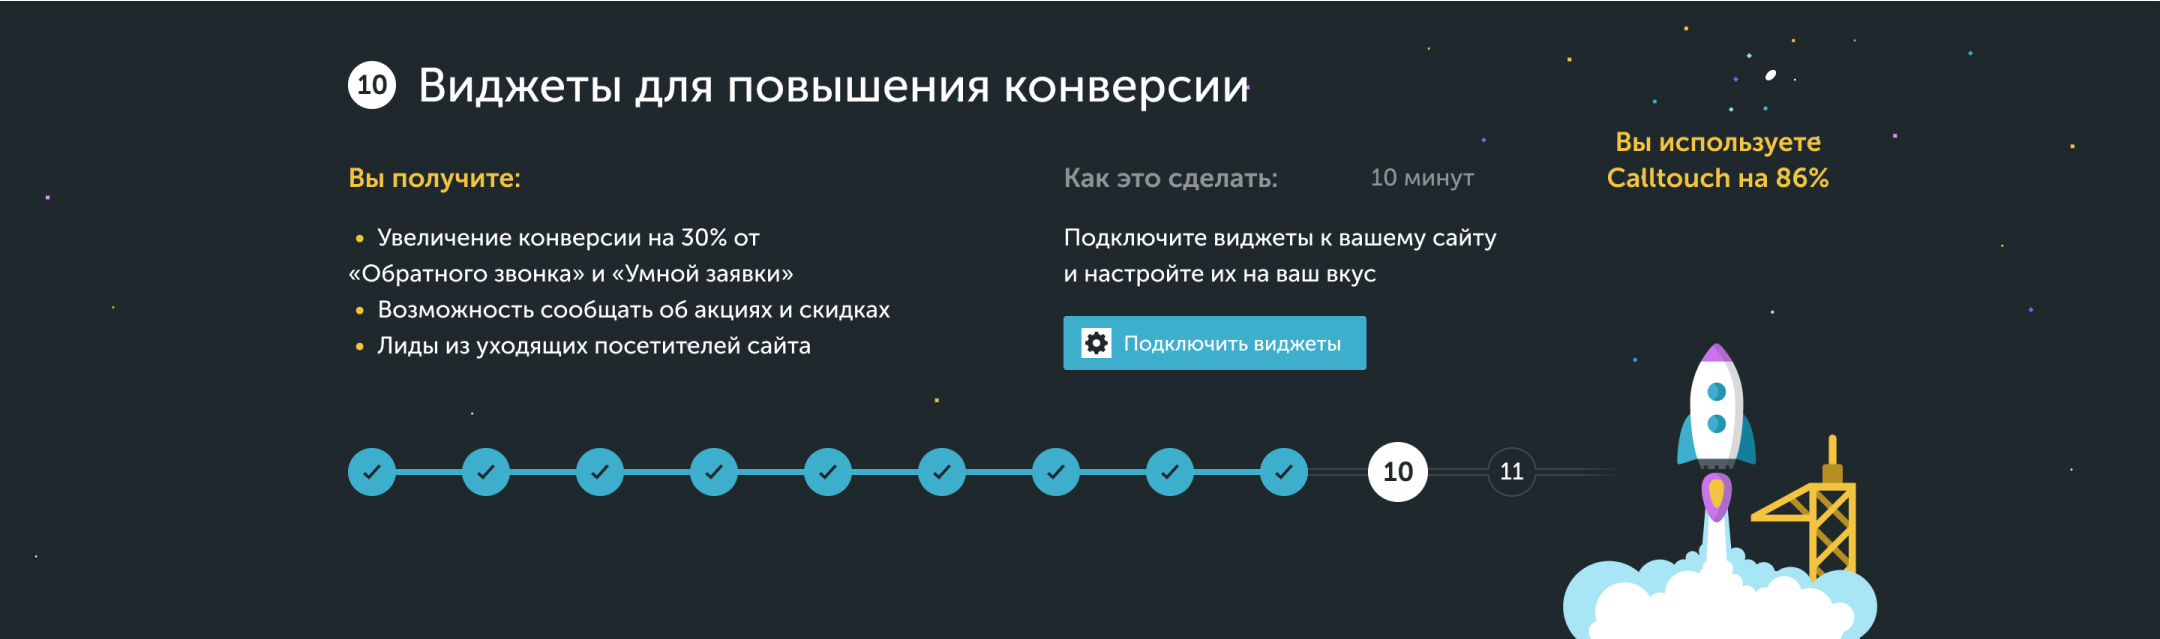 10 Виджеты для повышения конверсии
Вы получите:
• Увеличение конверсии на 30% от
«Обратного звонка» и «Умной заявки»
• Возможность сообщать об акциях и скидках
• Лиды из уходящих посетителей сайта
Как это сделать: 10 минут
Подключите виджеты к вашему сайту
и настройте их на ваш вкус
Подключить виджеты
Вы используете
Calltouch на 86%
10 11